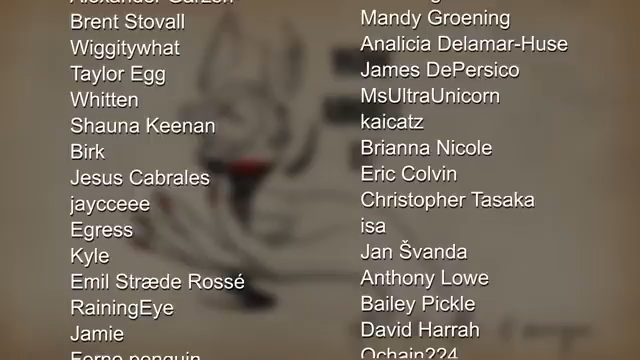 Brent Stovall
Wiggitywhat
Taylor Egg
Whitten
Shauna Keenan
Birk
Jesus Cabrales
jaycceee
Egress
Kyle
Emil Stræde Rossé
RainingEye
Jamie
Mandy Groening
Analicia Delamar-Huse
James DePersico
MsUltraUnicorn
kaicatz
Brianna Nicole
Eric Colvin
Christopher Tasaka
isa
Jan Švanda
Anthony Lowe
Bailey Pickle
David Harrah
Ochain224